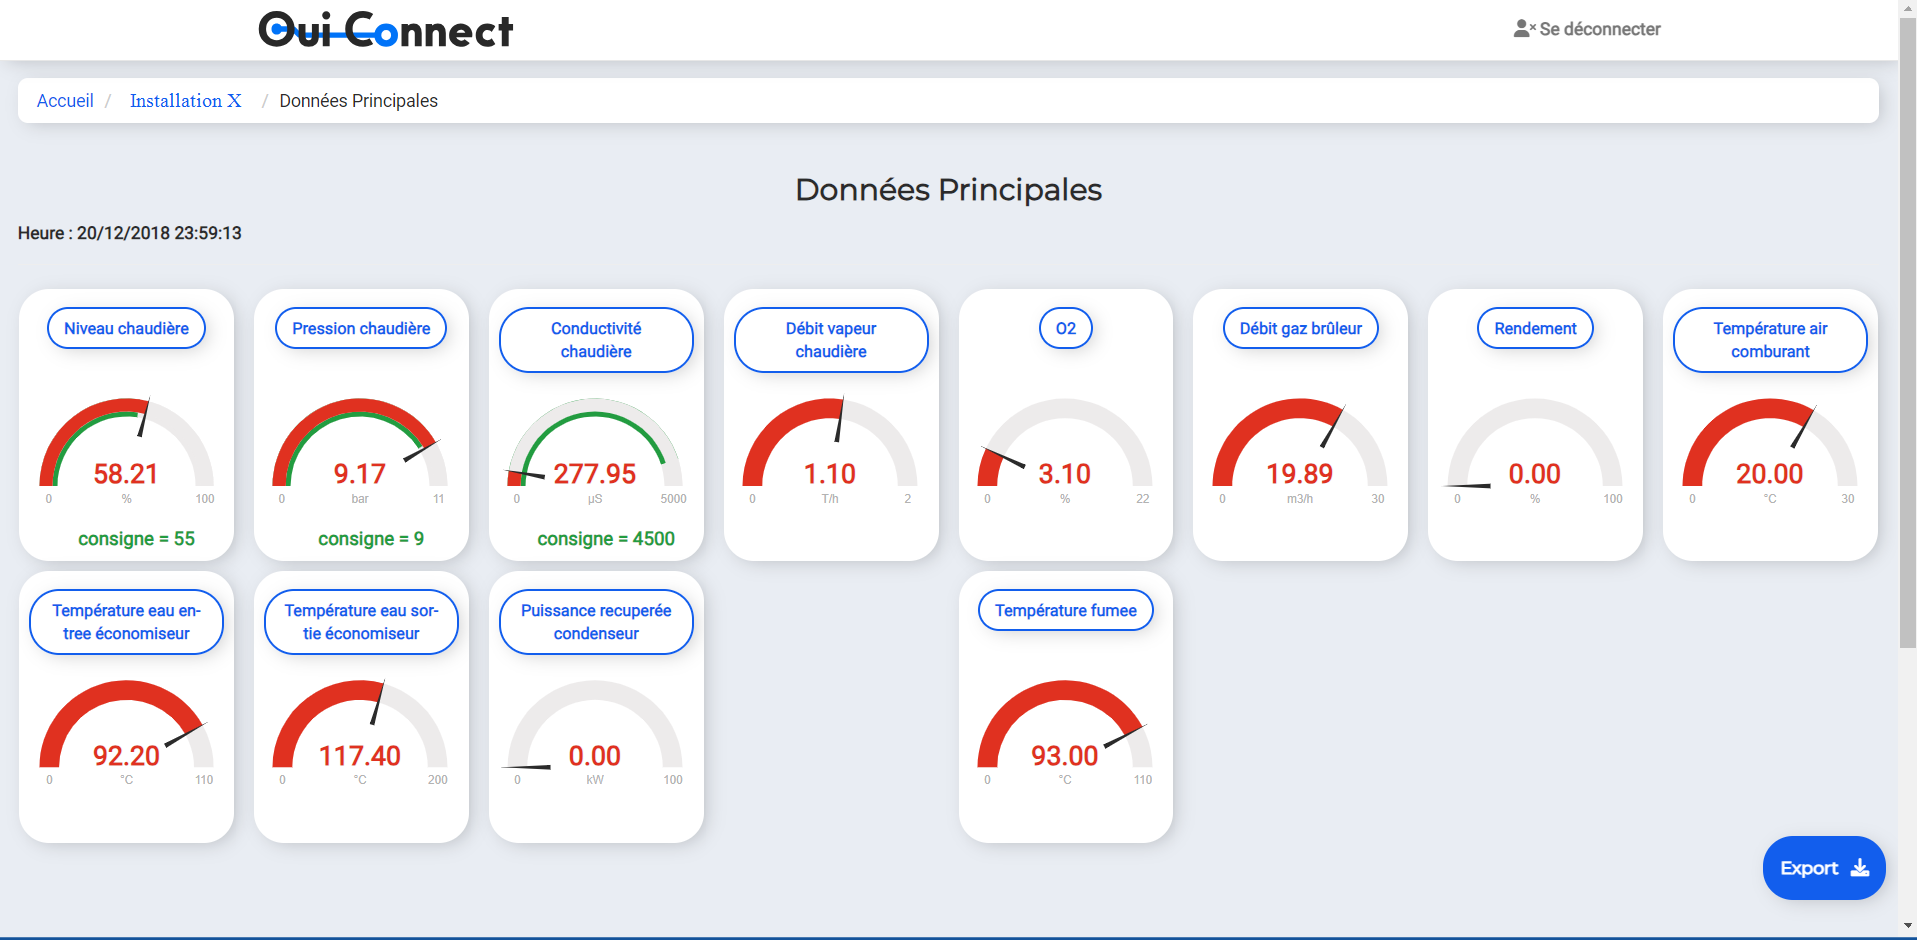 Oui Connect
Se déconnecter
Accueil / Installation X / Données Principales
Données Principales
Heure : 20/12/2018 23:59:13
Niveau chaudière
58.21
0 % 100
consigne = 55
Pression chaudière
9.17
0 bar 11
consigne = 9
Conductivité
chaudière
277.95
0 µS 5000
consigne = 4500
Débit vapeur
chaudière
1.10
0 T/h 2
O2
3.10
0 % 22
Débit gaz brûleur
19.89
0 m3/h 30
Rendement
0.00
0 % 100
Température air
comburant
20.00
0 °C 30
Température eau en-
tree économiseur
92.20
0 °C 110
Température eau sor-
tie économiseur
117.40
0 °C 200
Puissance recuperée
condenseur
0.00
0 kW 100
Température fumee
93.00
0 °C 110
Export